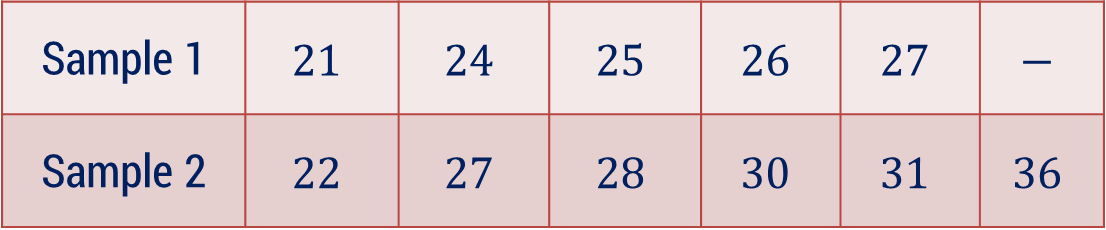 Sample 1 21 24 25 26 27 –
Sample 2 22 27 28 30 31 36